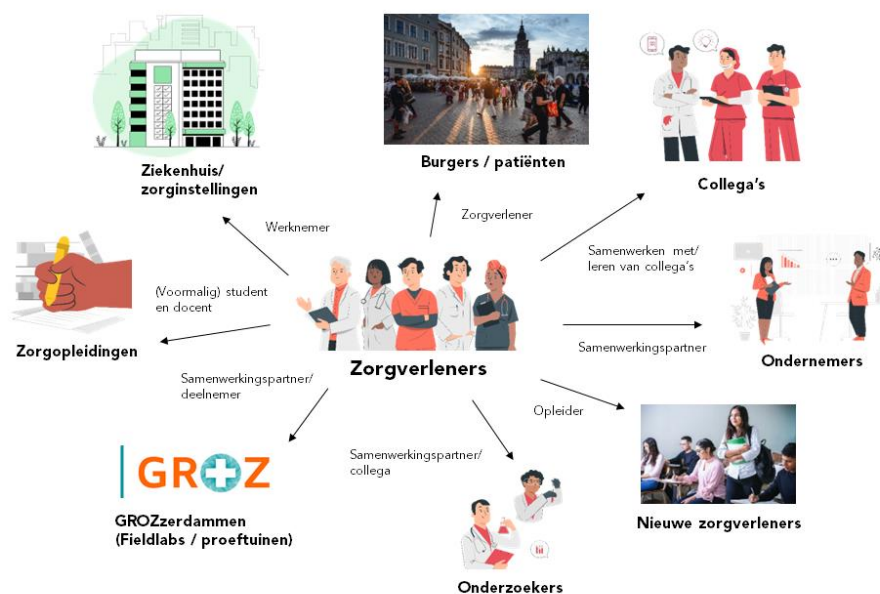 Ziekenhuis/
zorginstellingen
Burgers / patiënten
Collega's
Werknemer
Zorgverlener
Samenwerken met/
leren van collega's
(Voormalig) student
en docent
Zorgopleidingen
Zorgverleners
Samenwerkingspartner
Ondernemers
Samenwerkingspartner/
deelnemer
Opleider
GROZ
Samenwerkingspartner/
collega
GROZzerdammen
(Fieldlabs / proeftuinen)
Nieuwe zorgverleners
Onderzoekers